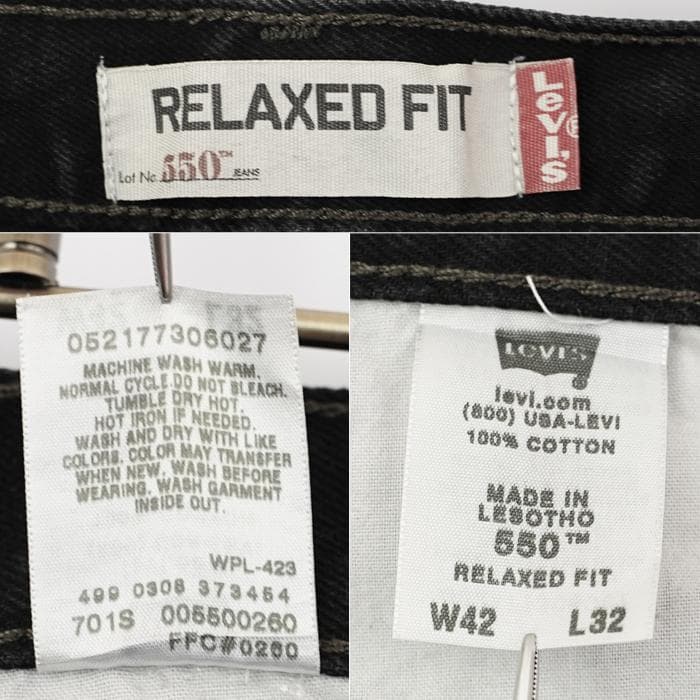 RELAXED FIT
Lot No. 550™ JEANS
Levi's®
052177306027
MACHINE WASH WARM.
NORMAL CYCLE.DO NOT BLEACH.
TUMBLE DRY HOT.
HOT IRON IF NEEDED.
WASH AND DRY WITH LIKE
COLORS. COLOR MAY TRANSFER
WHEN NEW. WASH BEFORE
WEARING. WASH GARMENT
INSIDE OUT.
WPL-423
499 0308 373454
701S 005500260
FFC#0260
LEVI'S®
levi.com
(800) USA-LEVI
100% COTTON
MADE IN
LESOTHO
550™
RELAXED FIT
W42 L32